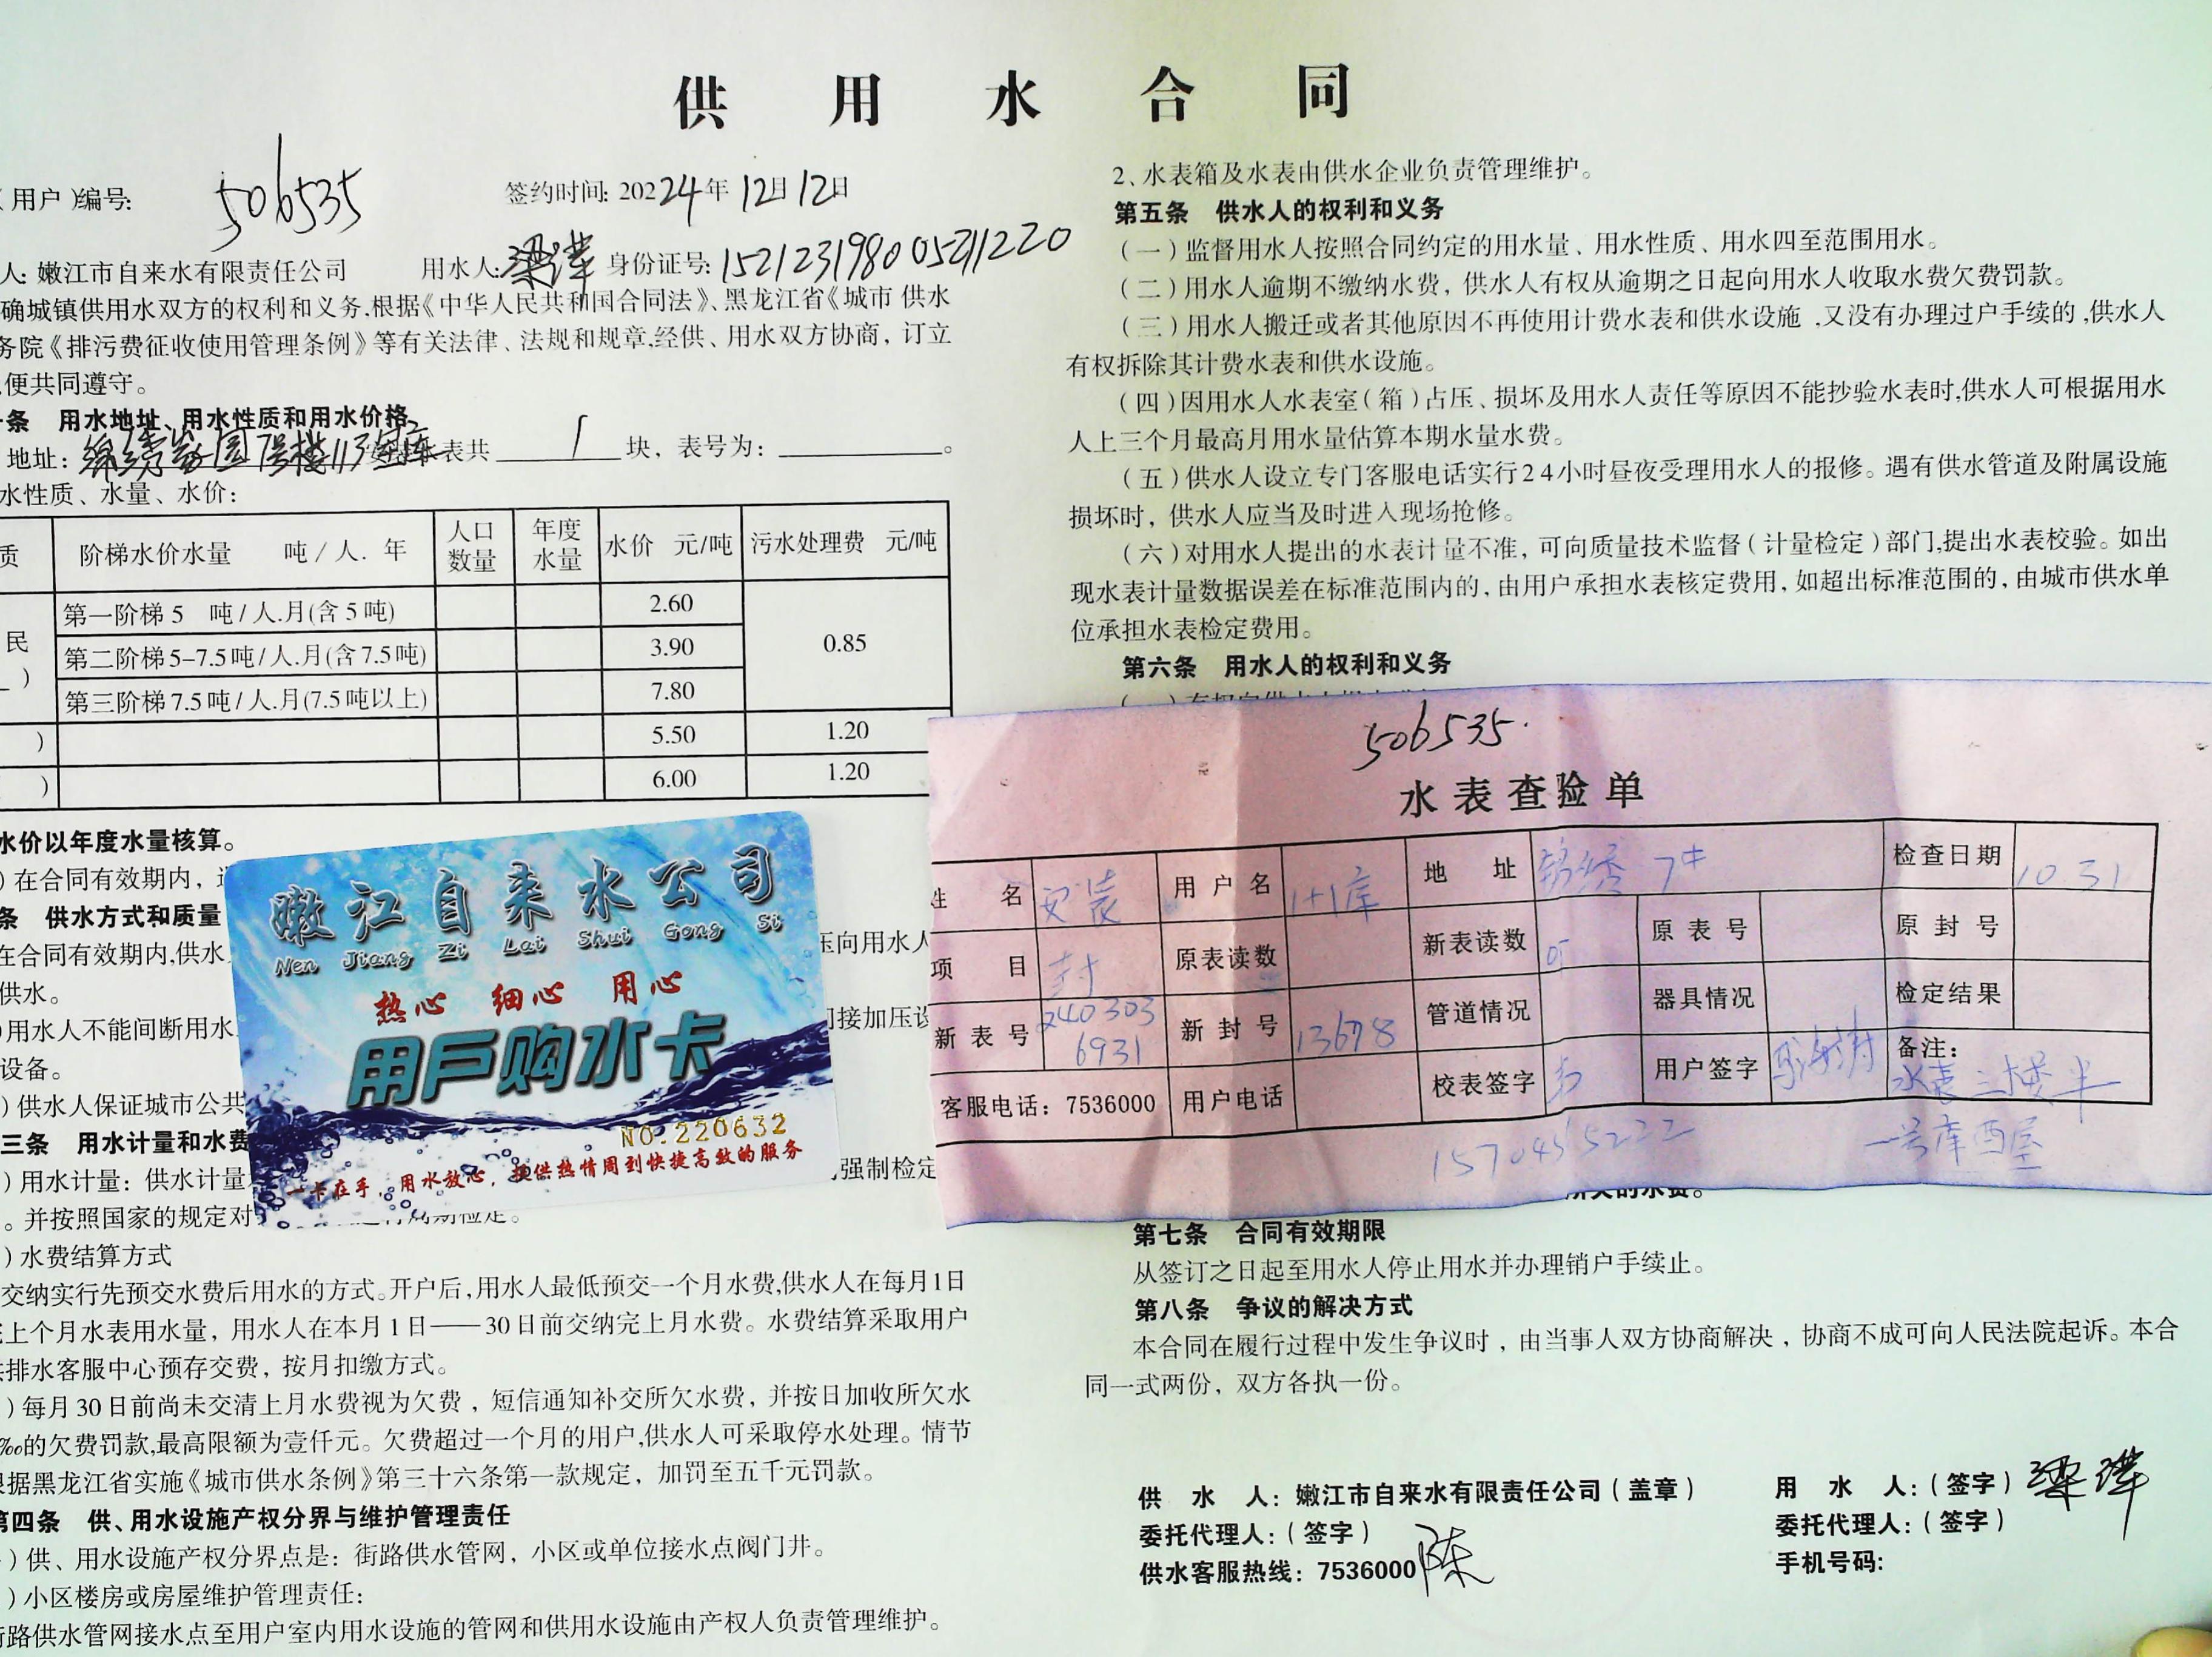 供用水合同
（用户）编号: 506535
签约时间: 2024年12月12日
人: 嫩江市自来水有限责任公司 用水人: 身份证号:
确城镇供用水双方的权利和义务,根据《中华人民共和国合同法》、黑龙江省《城市 供水
务院《排污费征收使用管理条例》等有关法律、法规和规章,经供、用水双方协商，订立
便共同遵守。
条 用水地址、用水性质和用水价格
地址: 表共 1 块，表号为：。
水性质、水量、水价:
质 阶梯水价水量 吨/人.年 人口数量 年度水量 水价 元/吨 污水处理费 元/吨
民 第一阶梯 5 吨/人.月(含5吨) 2.60 0.85
第二阶梯5-7.5吨/人.月(含7.5吨) 3.90
第三阶梯7.5吨/人.月(7.5吨以上) 7.80
) 5.50 1.20
) 6.00 1.20
水价以年度水量核算。
）在合同有效期内，
条 供水方式和质量
在合同有效期内,供水 压向用水人
供水。
用水人不能间断用水 间接加压设
设备。
）供水人保证城市公共
三条 用水计量和水费
）用水计量：供水计量 强制检定
。并按照国家的规定对
）水费结算方式
交纳实行先预交水费后用水的方式。开户后,用水人最低预交一个月水费,供水人在每月1日
上个月水表用水量，用水人在本月1日——30日前交纳完上月水费。水费结算采取用户
排水客服中心预存交费，按月扣缴方式。
）每月30日前尚未交清上月水费视为欠费，短信通知补交所欠水费，并按日加收所欠水
‰的欠费罚款,最高限额为壹仟元。欠费超过一个月的用户,供水人可采取停水处理。情节
根据黑龙江省实施《城市供水条例》第三十六条第一款规定，加罚至五千元罚款。
第四条 供、用水设施产权分界与维护管理责任
）供、用水设施产权分界点是：街路供水管网，小区或单位接水点阀门井。
）小区楼房或房屋维护管理责任:
街路供水管网接水点至用户室内用水设施的管网和供用水设施由产权人负责管理维护。
嫩江自来水公司
Nen Jiang Zi Lai Shui Gong Si
热心 细心 用心
用户购水卡
NO.220632
一卡在手，用水放心，提供热情周到快捷高效的服务
2、水表箱及水表由供水企业负责管理维护。
第五条 供水人的权利和义务
（一）监督用水人按照合同约定的用水量、用水性质、用水四至范围用水。
（二）用水人逾期不缴纳水费，供水人有权从逾期之日起向用水人收取水费欠费罚款。
（三）用水人搬迁或者其他原因不再使用计费水表和供水设施,又没有办理过户手续的,供水人
有权拆除其计费水表和供水设施。
（四）因用水人水表室（箱）占压、损坏及用水人责任等原因不能抄验水表时,供水人可根据用水
人上三个月最高月用水量估算本期水量水费。
（五）供水人设立专门客服电话实行24小时昼夜受理用水人的报修。遇有供水管道及附属设施
损坏时，供水人应当及时进入现场抢修。
（六）对用水人提出的水表计量不准，可向质量技术监督（计量检定）部门,提出水表校验。如出
现水表计量数据误差在标准范围内的,由用户承担水表核定费用，如超出标准范围的，由城市供水单
位承担水表检定费用。
第六条 用水人的权利和义务
506535.
水表查验单
姓名 安装 用户名 1+1库 地址 锦绣 7# 检查日期 10.31
项目 封 原表读数 新表读数 原表号 原封号
新表号 2403036931 新封号 13678 管道情况 器具情况 检定结果
客服电话：7536000 用户电话 校表签字 用户签字 备注：水表三楼半
15704515222 一号库西屋
第七条 合同有效期限
从签订之日起至用水人停止用水并办理销户手续止。
第八条 争议的解决方式
本合同在履行过程中发生争议时，由当事人双方协商解决，协商不成可向人民法院起诉。本合
同一式两份，双方各执一份。
供水人：嫩江市自来水有限责任公司（盖章）
委托代理人:（签字） 陈
供水客服热线：7536000
用水人:（签字）
委托代理人:（签字）
手机号码: